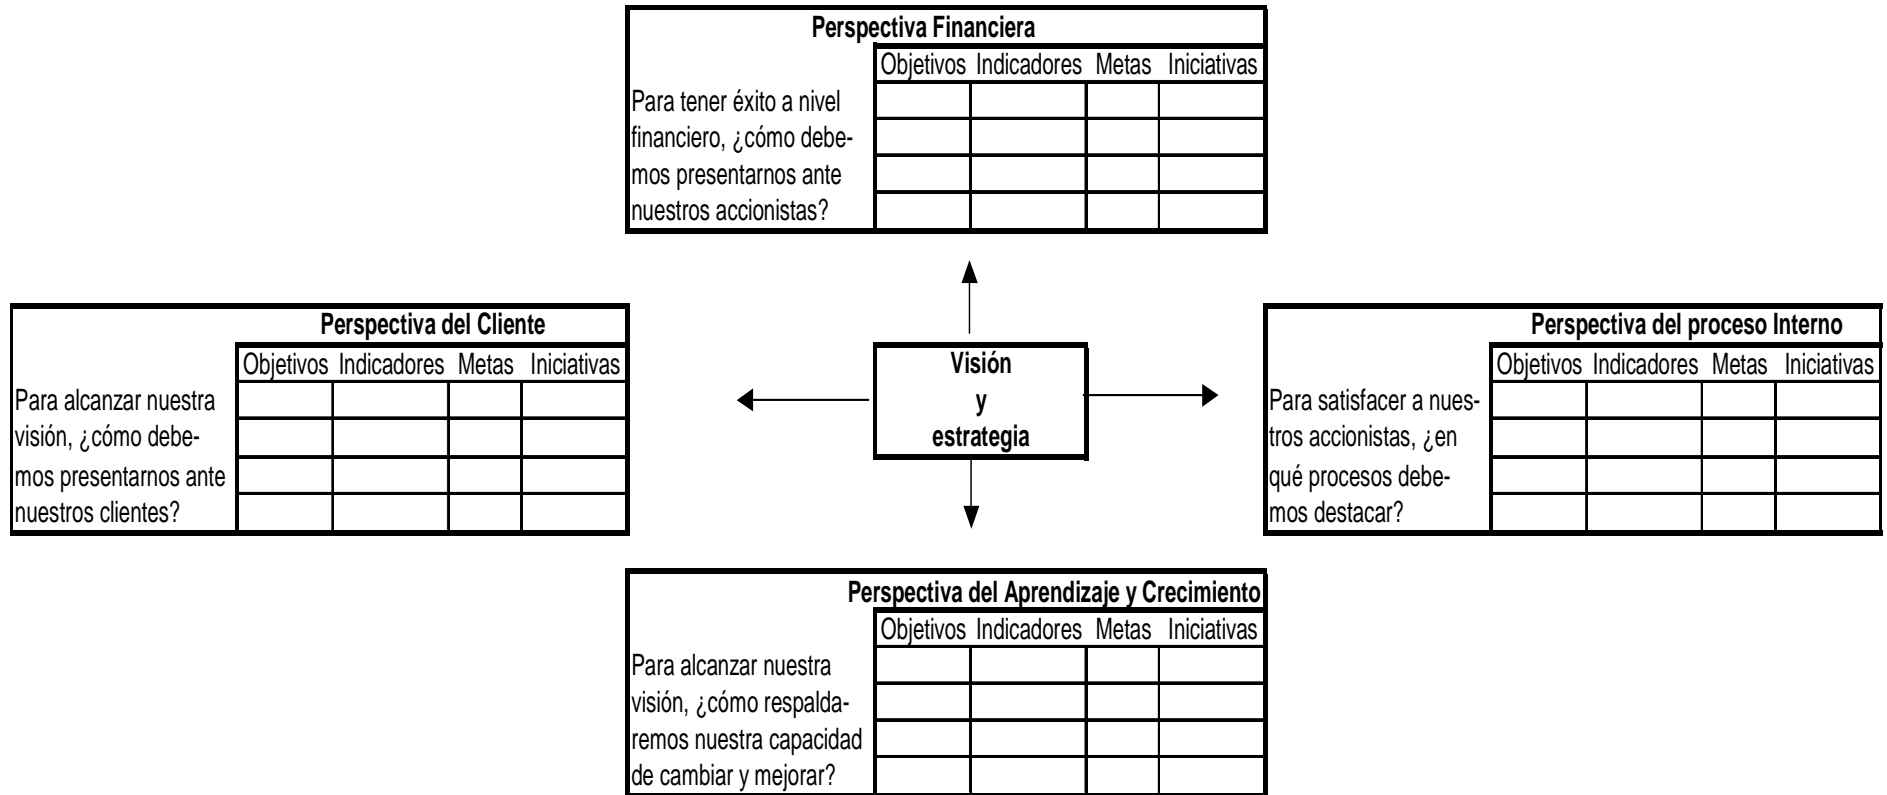 Perspectiva Financiera
Objetivos Indicadores Metas Iniciativas
Para tener éxito a nivel
financiero, ¿cómo debe-
mos presentarnos ante
nuestros accionistas?
Perspectiva del Cliente
Objetivos Indicadores Metas Iniciativas
Para alcanzar nuestra
visión, ¿cómo debe-
mos presentarnos ante
nuestros clientes?
Visión
y
estrategia
Perspectiva del proceso Interno
Objetivos Indicadores Metas Iniciativas
Para satisfacer a nues-
tros accionistas, ¿en
qué procesos debe-
mos destacar?
Perspectiva del Aprendizaje y Crecimiento
Objetivos Indicadores Metas Iniciativas
Para alcanzar nuestra
visión, ¿cómo respalda-
remos nuestra capacidad
de cambiar y mejorar?